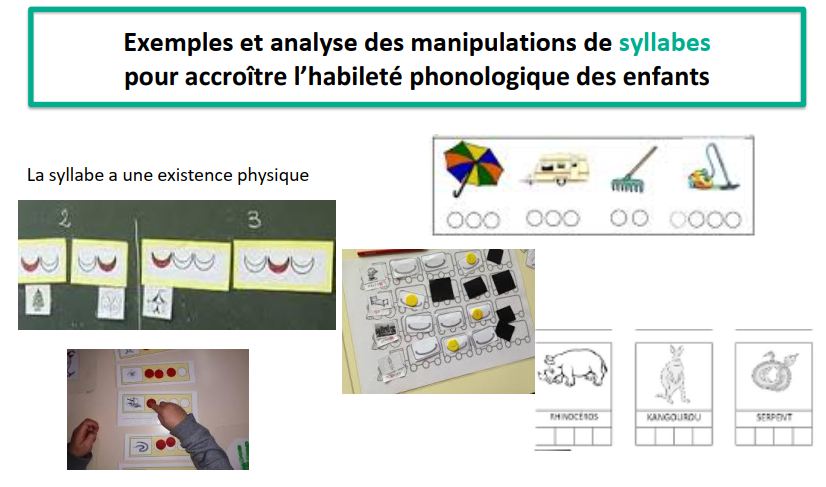 Exemples et analyse des manipulations de syllabes
pour accroître l’habileté phonologique des enfants
La syllabe a une existence physique
2
3
RHINOCÉROS
KANGOUROU
SERPENT